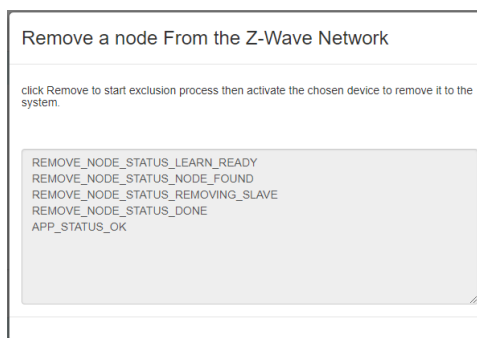 Remove a node From the Z-Wave Network
click Remove to start exclusion process then activate the chosen device to remove it to the
system.
REMOVE_NODE_STATUS_LEARN_READY
REMOVE_NODE_STATUS_NODE_FOUND
REMOVE_NODE_STATUS_REMOVING_SLAVE
REMOVE_NODE_STATUS_DONE
APP_STATUS_OK